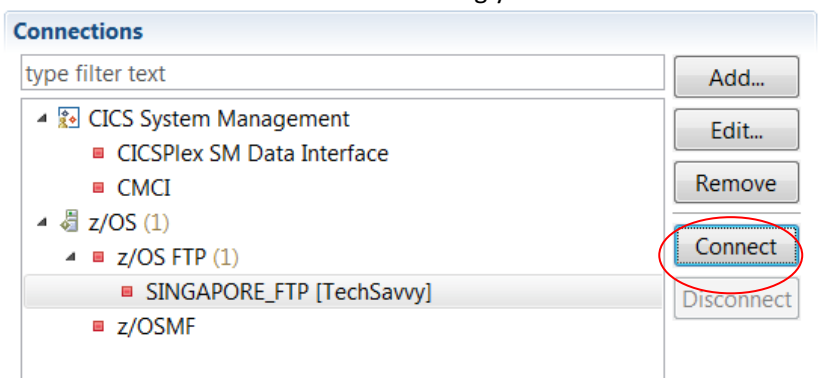 Connections
type filter text
Add...
CICS System Management
Edit...
CICSPlex SM Data Interface
CMCI
Remove
z/OS (1)
Connect
z/OS FTP (1)
SINGAPORE_FTP [TechSavvy]
Disconnect
z/OSMF